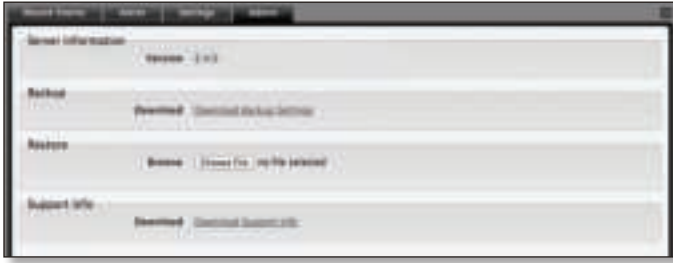 Server Information
Version
Backup
Download Download Backup Settings
Restore
Browse Choose File no file selected
Support Info
Download Download Support Info